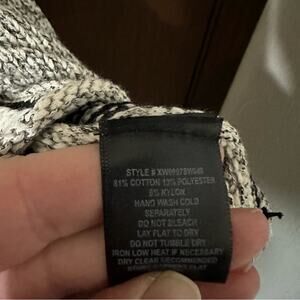 STYLE #
81% COTTON 13% POLYESTER
6% NYLON
HAND WASH COLD
SEPARATELY
DO NOT BLEACH
LAY FLAT TO DRY
DO NOT TUMBLE DRY
IRON LOW HEAT IF NECESSARY
DRY CLEAN RECOMMENDED
FLAT